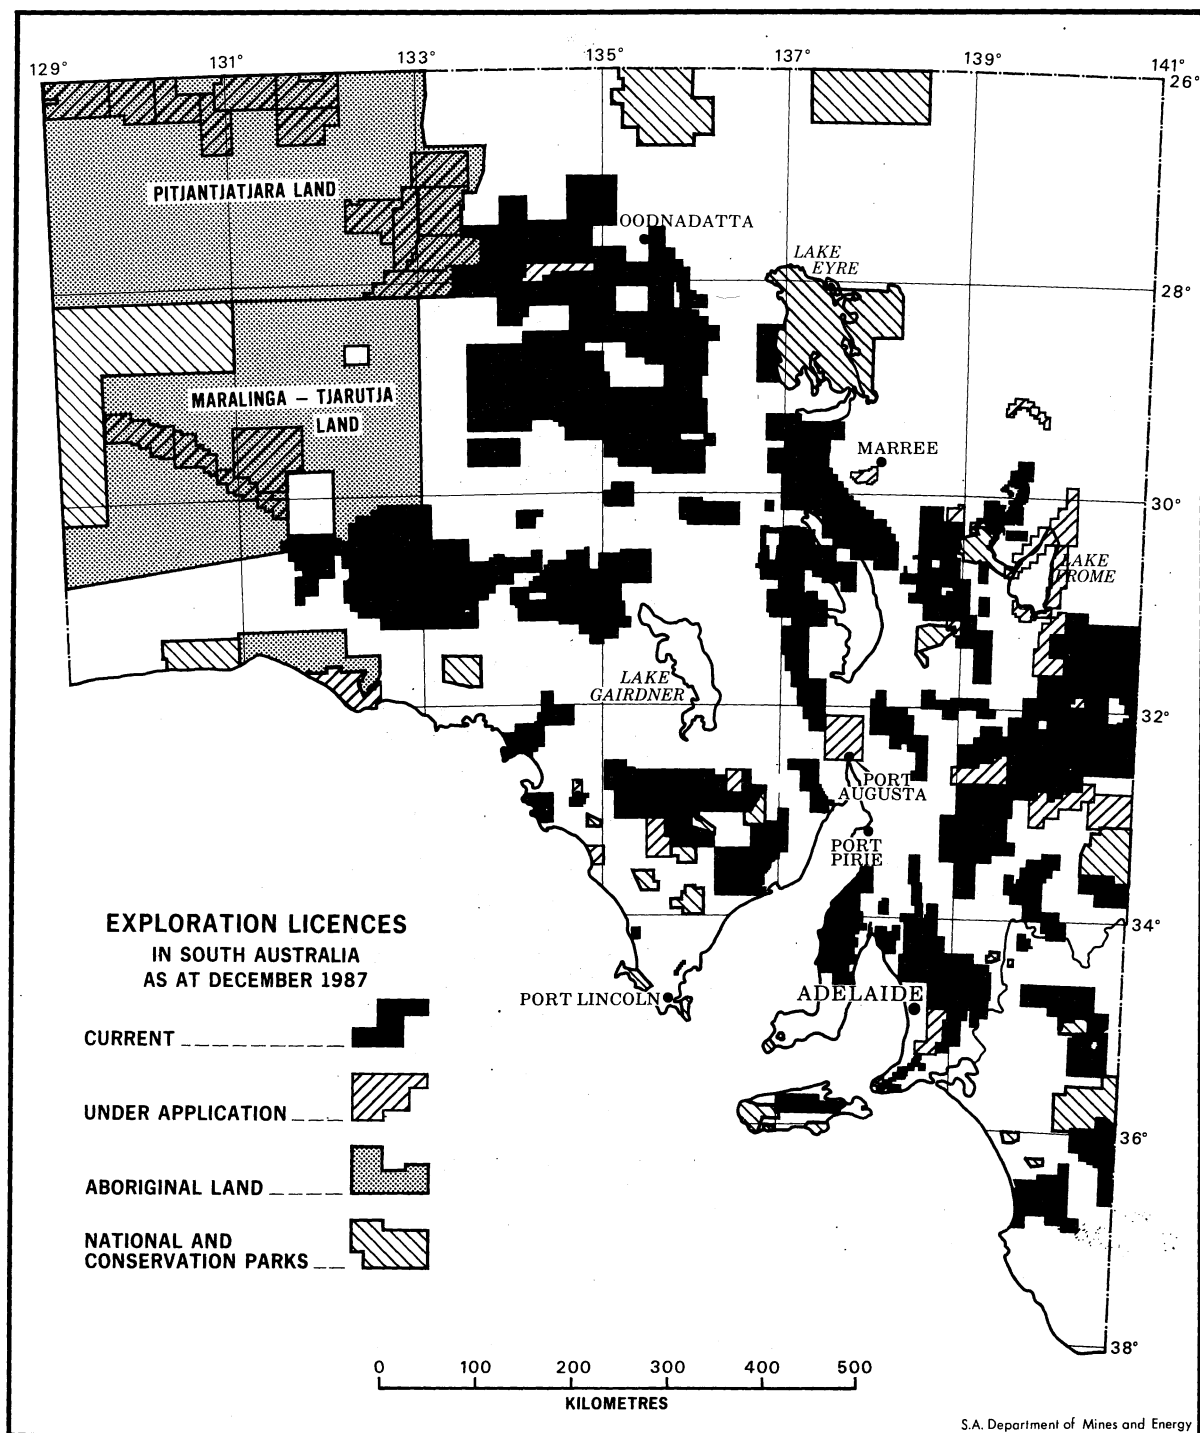 129° 131° 133° 135° 137° 139° 141°
26°
PITJANTJATJARA LAND
OODNADATTA
LAKE
EYRE
28°
MARALINGA – TJARUTJA
LAND
MARREE
30°
LAKE
FROME
LAKE
GAIRDNER
32°
PORT
AUGUSTA
PORT
PIRIE
EXPLORATION LICENCES
IN SOUTH AUSTRALIA
AS AT DECEMBER 1987
34°
PORT LINCOLN
ADELAIDE
CURRENT
UNDER APPLICATION
36°
ABORIGINAL LAND
NATIONAL AND
CONSERVATION PARKS
38°
0 100 200 300 400 500
KILOMETRES
S.A. Department of Mines and Energy